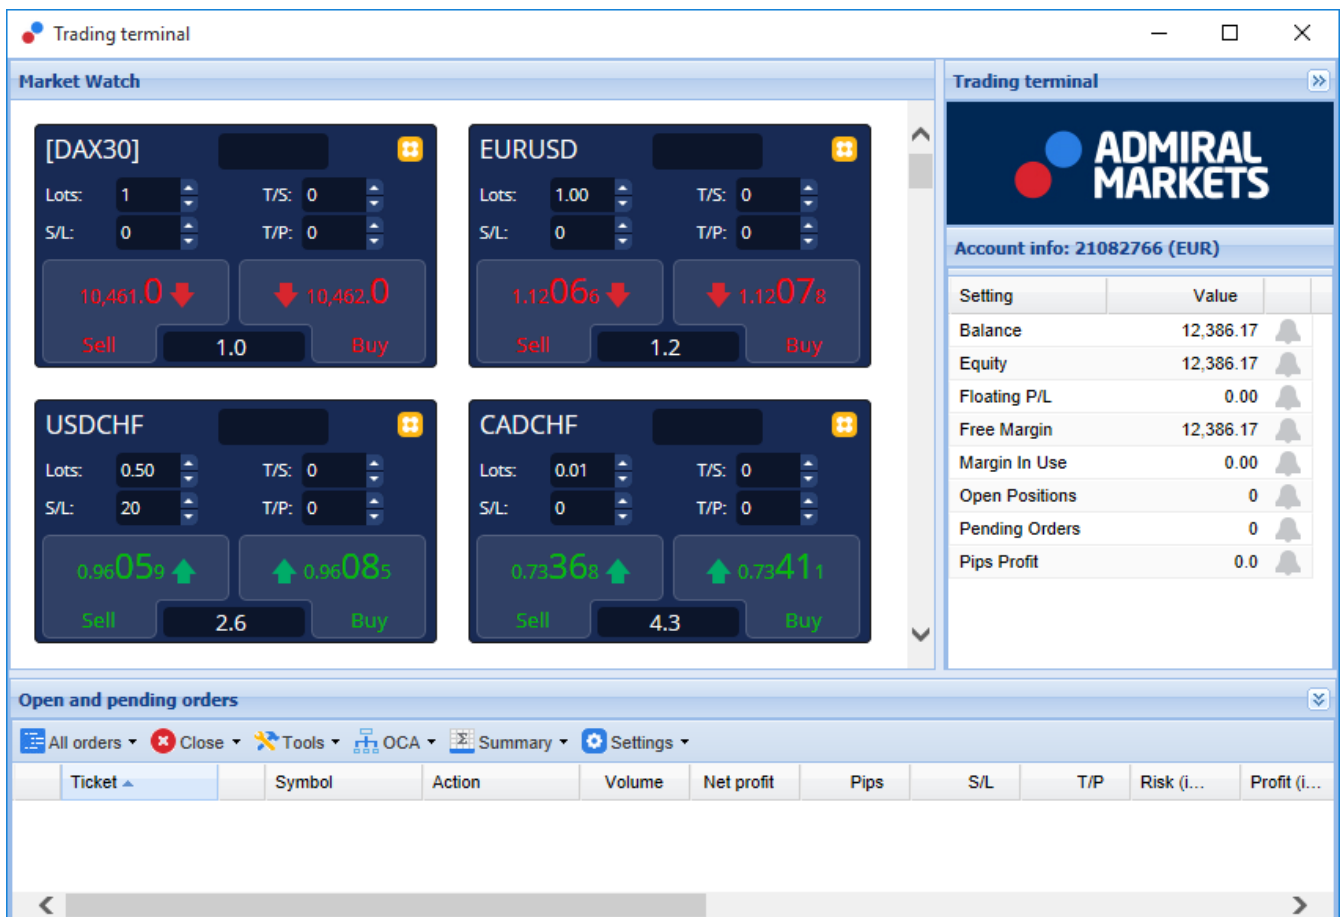 Trading terminal
Market Watch
[DAX30]
Lots: 1 T/S: 0
S/L: 0 T/P: 0
10,461.0 10,462.0
Sell 1.0 Buy
EURUSD
Lots: 1.00 T/S: 0
S/L: 0 T/P: 0
1.12066 1.12078
Sell 1.2 Buy
USDCHF
Lots: 0.50 T/S: 0
S/L: 20 T/P: 0
0.96059 0.96085
Sell 2.6 Buy
CADCHF
Lots: 0.01 T/S: 0
S/L: 0 T/P: 0
0.73368 0.73411
Sell 4.3 Buy
Trading terminal
ADMIRAL
MARKETS
Account info: 21082766 (EUR)
Setting Value
Balance 12,386.17
Equity 12,386.17
Floating P/L 0.00
Free Margin 12,386.17
Margin In Use 0.00
Open Positions 0
Pending Orders 0
Pips Profit 0.0
Open and pending orders
All orders Close Tools OCA Summary Settings
Ticket Symbol Action Volume Net profit Pips S/L T/P Risk (i... Profit (i...